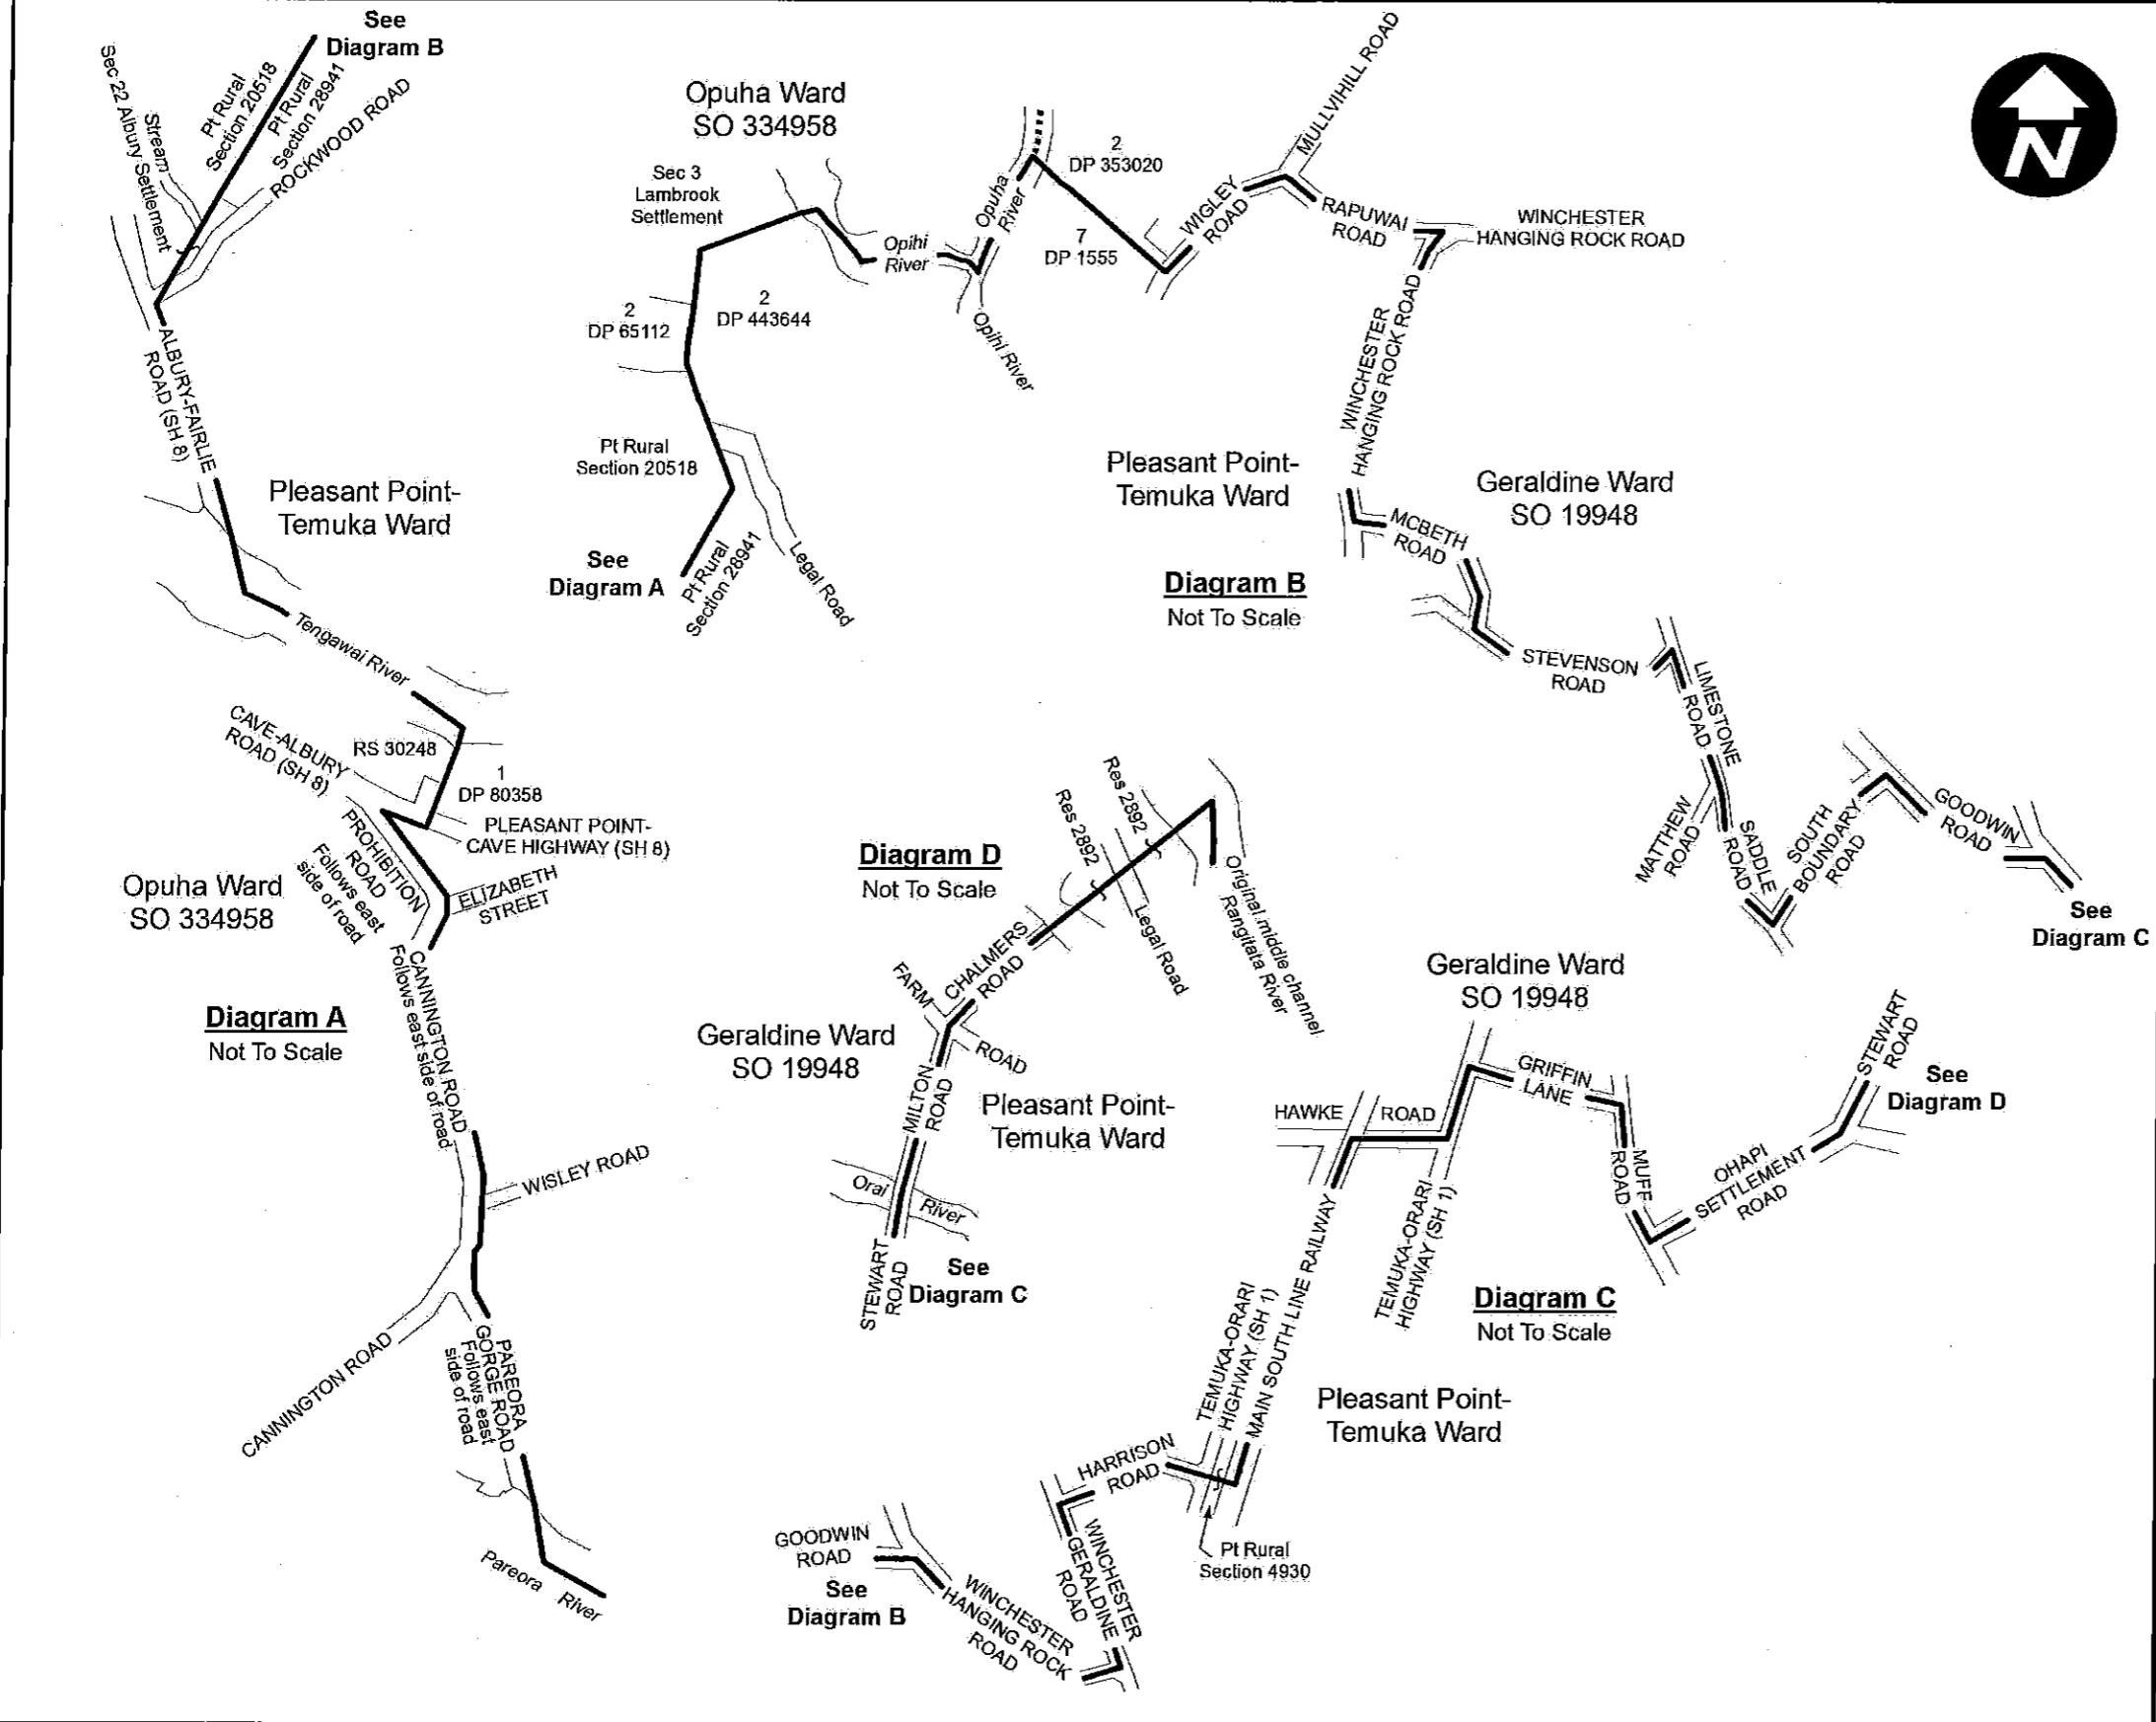 See
Diagram B
Sec 22 Albury Settlement
Stream
Pt Rural
Section 20518
Pt Rural
Section 28941
ROCKWOOD ROAD
ALBURY-FAIRLIE
ROAD (SH 8)
Pleasant Point-
Temuka Ward
Tengawai River
CAVE-ALBURY
ROAD (SH 8)
RS 30248
1
DP 80358
PLEASANT POINT-
CAVE HIGHWAY (SH 8)
PROHIBITION
ROAD
Follows east
side of road
ELIZABETH
STREET
Opuha Ward
SO 334958
Diagram A
Not To Scale
CANNINGTON ROAD
Follows east side of road
WISLEY ROAD
CANNINGTON ROAD
PAREORA
GORGE ROAD
Follows east
side of road
Pareora River
Opuha Ward
SO 334958
Sec 3
Lambrook
Settlement
Opihi
River
Opuha
River
Opihi River
2
DP 353020
7
DP 1555
2
DP 65112
2
DP 443644
Pt Rural
Section 20518
See
Diagram A
Pt Rural
Section 28941
Legal Road
WIGLEY
ROAD
MULLVIHILL ROAD
RAPUWAI
ROAD
WINCHESTER
HANGING ROCK ROAD
WINCHESTER
HANGING ROCK ROAD
N
Pleasant Point-
Temuka Ward
Geraldine Ward
SO 19948
MCBETH
ROAD
Diagram B
Not To Scale
STEVENSON
ROAD
LIMESTONE
ROAD
MATTHEW
ROAD
SADDLE
ROAD
SOUTH
BOUNDARY
ROAD
GOODWIN
ROAD
See
Diagram C
Diagram D
Not To Scale
Res 2892
Res 2892
Legal Road
Original middle channel
Rangitata River
CHALMERS
ROAD
FARM
ROAD
Geraldine Ward
SO 19948
MILTON
ROAD
Pleasant Point-
Temuka Ward
Orai River
STEWART
ROAD
See
Diagram C
Geraldine Ward
SO 19948
HAWKE ROAD
GRIFFIN
LANE
MUFF
ROAD
OHAPI
SETTLEMENT
ROAD
STEWART
ROAD
See
Diagram D
TEMUKA-ORARI
HIGHWAY (SH 1)
Diagram C
Not To Scale
MAIN SOUTH LINE RAILWAY
TEMUKA-ORARI
HIGHWAY (SH 1)
Pleasant Point-
Temuka Ward
HARRISON
ROAD
Pt Rural
Section 4930
WINCHESTER
GERALDINE
ROAD
GOODWIN
ROAD
See
Diagram B
WINCHESTER
HANGING ROCK
ROAD